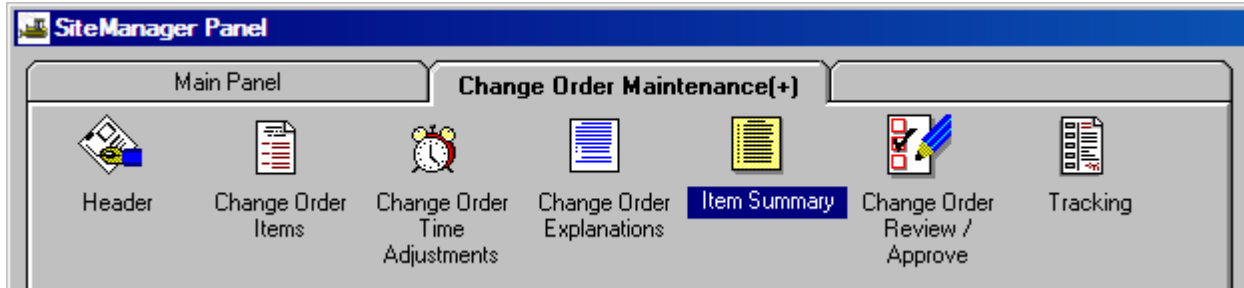 SiteManager Panel
Main Panel
Change Order Maintenance(+)
Header
Change Order
Items
Change Order
Time
Adjustments
Change Order
Explanations
Item Summary
Change Order
Review /
Approve
Tracking